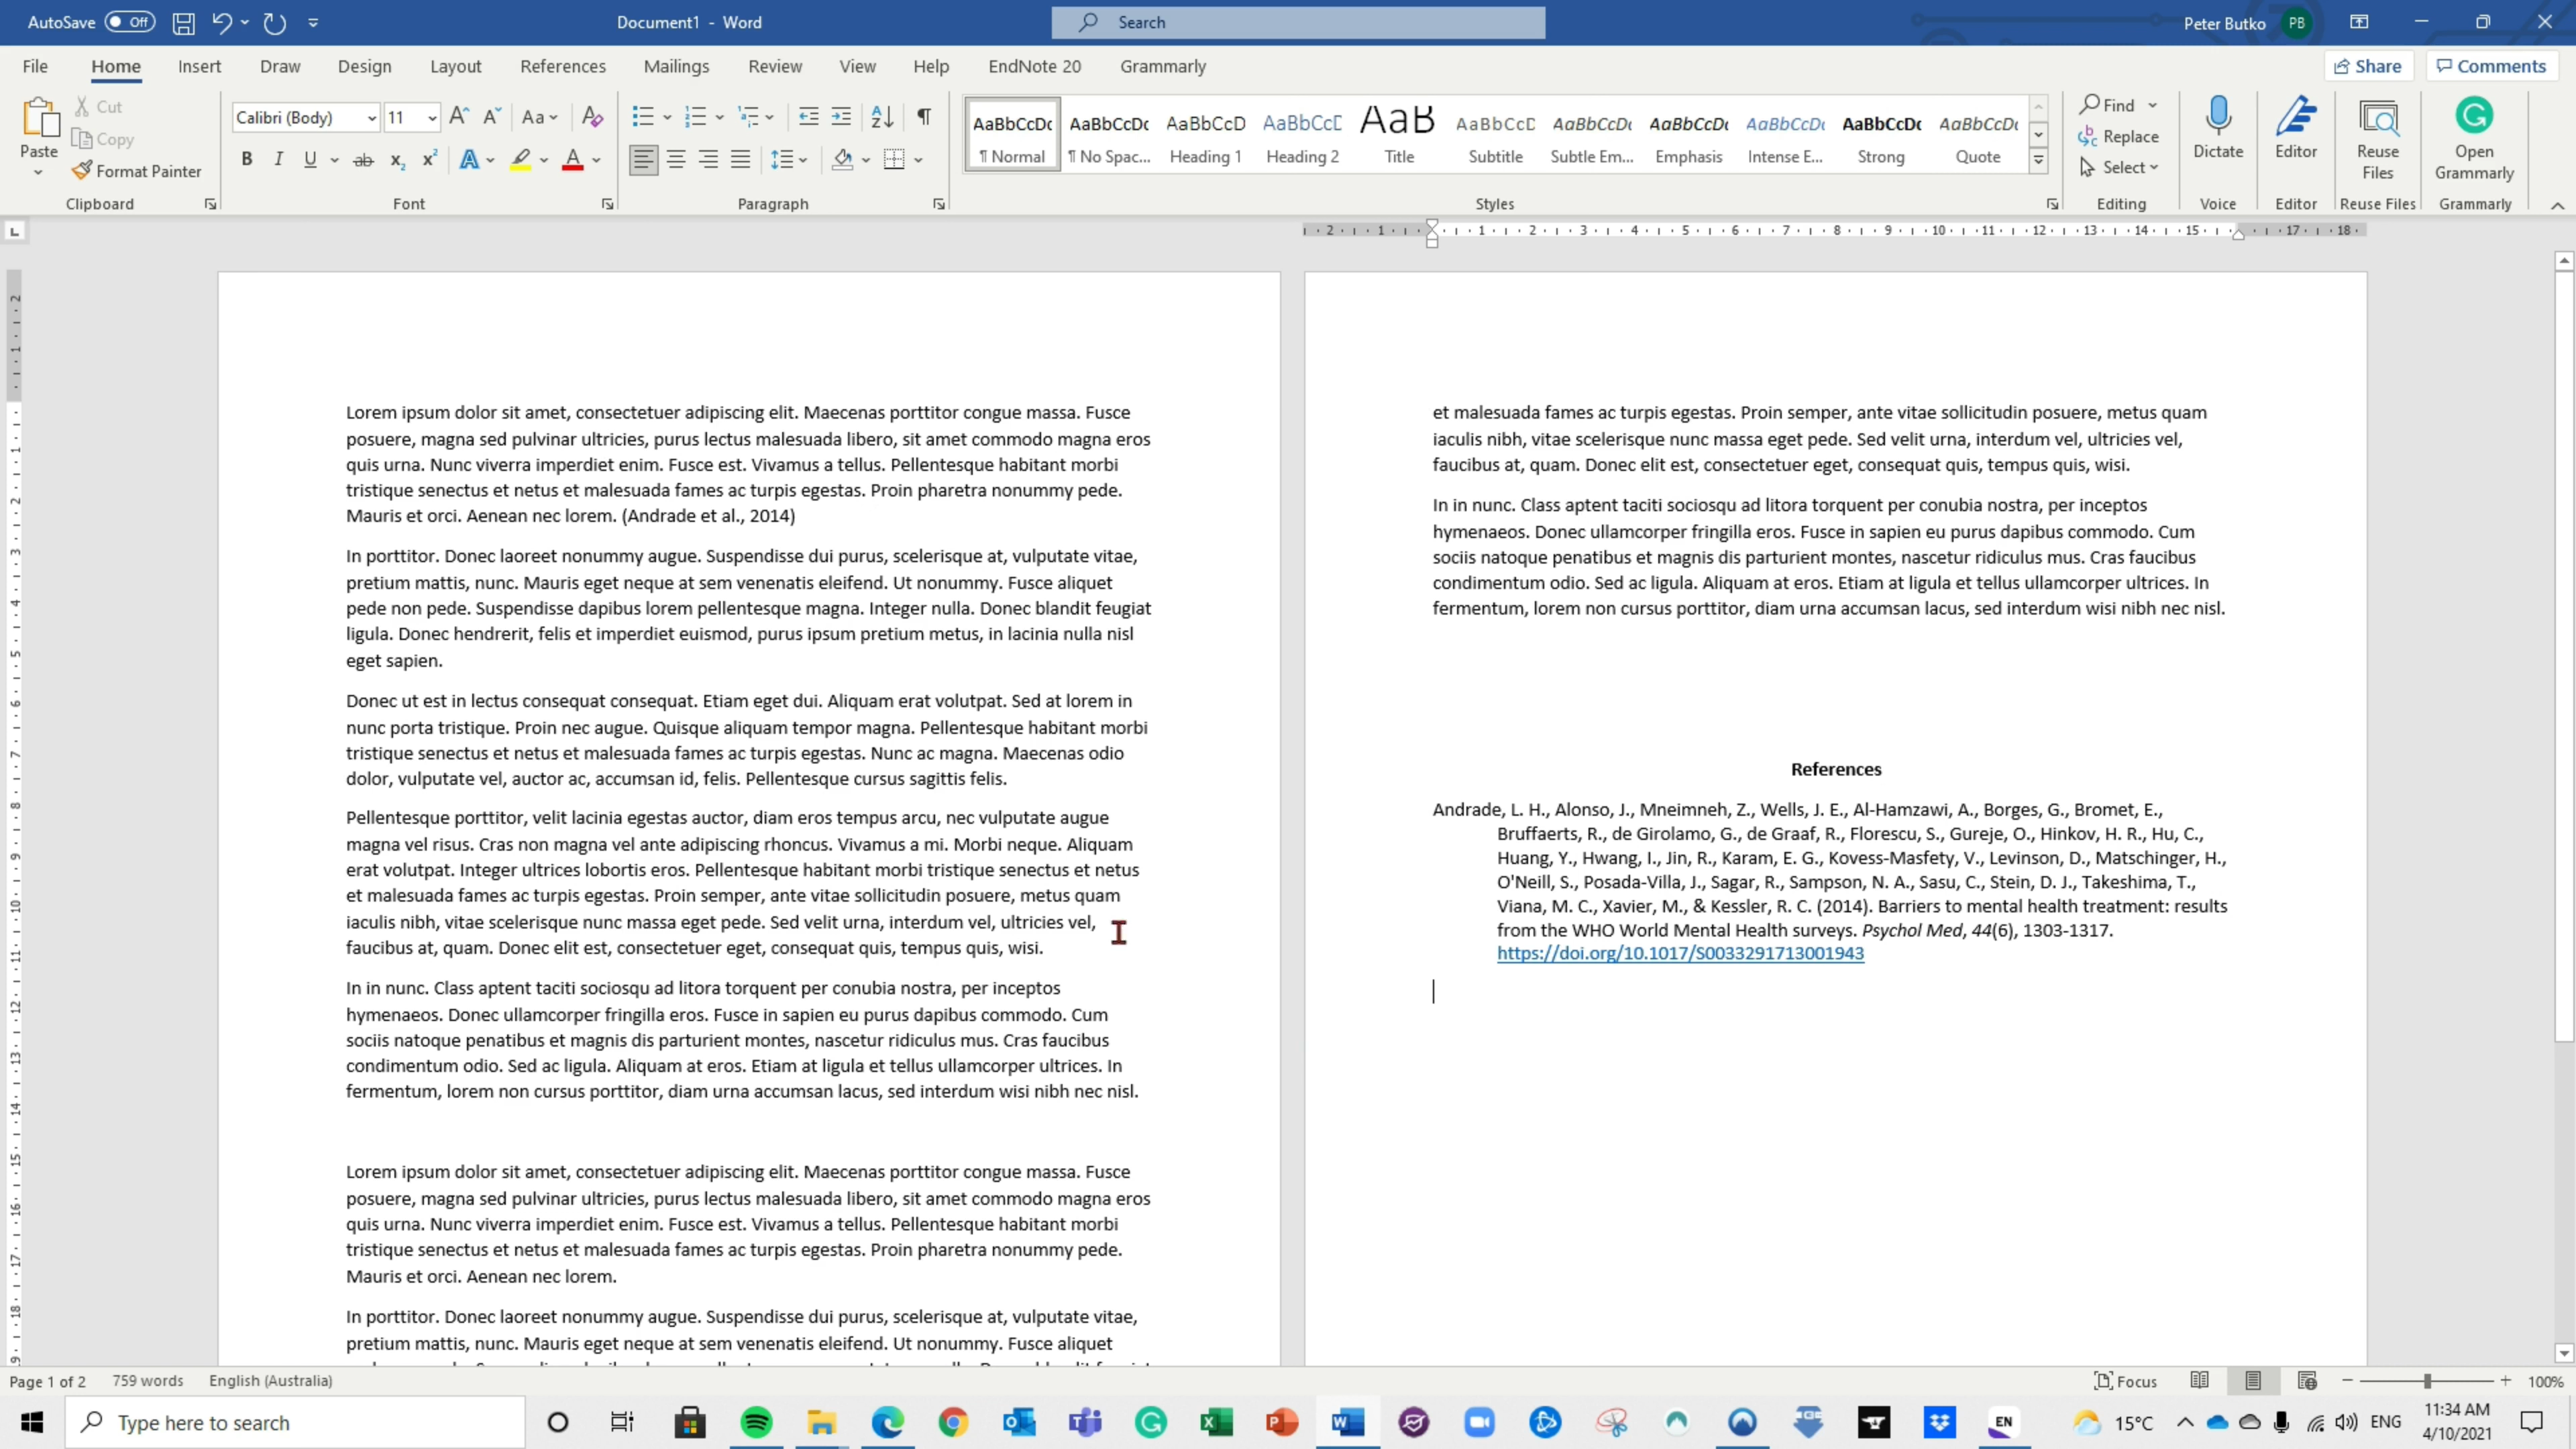 AutoSave Off
Document1 - Word
Search
Peter Butko PB
File Home Insert Draw Design Layout References Mailings Review View Help EndNote 20 Grammarly
Share Comments
Paste
Cut
Copy
Format Painter
Clipboard
Calibri (Body) 11
Font
Paragraph
AaBbCcDc AaBbCcDc AaBbCcD AaBbCcE AaB AaBbCcD AaBbCcDc AaBbCcDc AaBbCcDc AaBbCcDc AaBbCcDc
¶ Normal ¶ No Spac... Heading 1 Heading 2 Title Subtitle Subtle Em... Emphasis Intense E... Strong Quote
Styles
Find
Replace
Select
Editing
Dictate
Voice
Editor
Editor
Reuse
Files
Reuse Files
Open
Grammarly
Grammarly
2 1 1 2 3 4 5 6 7 8 9 10 11 12 13 14 15 17 18
Lorem ipsum dolor sit amet, consectetuer adipiscing elit. Maecenas porttitor congue massa. Fusce
posuere, magna sed pulvinar ultricies, purus lectus malesuada libero, sit amet commodo magna eros
quis urna. Nunc viverra imperdiet enim. Fusce est. Vivamus a tellus. Pellentesque habitant morbi
tristique senectus et netus et malesuada fames ac turpis egestas. Proin pharetra nonummy pede.
Mauris et orci. Aenean nec lorem. (Andrade et al., 2014)
In porttitor. Donec laoreet nonummy augue. Suspendisse dui purus, scelerisque at, vulputate vitae,
pretium mattis, nunc. Mauris eget neque at sem venenatis eleifend. Ut nonummy. Fusce aliquet
pede non pede. Suspendisse dapibus lorem pellentesque magna. Integer nulla. Donec blandit feugiat
ligula. Donec hendrerit, felis et imperdiet euismod, purus ipsum pretium metus, in lacinia nulla nisl
eget sapien.
Donec ut est in lectus consequat consequat. Etiam eget dui. Aliquam erat volutpat. Sed at lorem in
nunc porta tristique. Proin nec augue. Quisque aliquam tempor magna. Pellentesque habitant morbi
tristique senectus et netus et malesuada fames ac turpis egestas. Nunc ac magna. Maecenas odio
dolor, vulputate vel, auctor ac, accumsan id, felis. Pellentesque cursus sagittis felis.
Pellentesque porttitor, velit lacinia egestas auctor, diam eros tempus arcu, nec vulputate augue
magna vel risus. Cras non magna vel ante adipiscing rhoncus. Vivamus a mi. Morbi neque. Aliquam
erat volutpat. Integer ultrices lobortis eros. Pellentesque habitant morbi tristique senectus et netus
et malesuada fames ac turpis egestas. Proin semper, ante vitae sollicitudin posuere, metus quam
iaculis nibh, vitae scelerisque nunc massa eget pede. Sed velit urna, interdum vel, ultricies vel,
faucibus at, quam. Donec elit est, consectetuer eget, consequat quis, tempus quis, wisi.
In in nunc. Class aptent taciti sociosqu ad litora torquent per conubia nostra, per inceptos
hymenaeos. Donec ullamcorper fringilla eros. Fusce in sapien eu purus dapibus commodo. Cum
sociis natoque penatibus et magnis dis parturient montes, nascetur ridiculus mus. Cras faucibus
condimentum odio. Sed ac ligula. Aliquam at eros. Etiam at ligula et tellus ullamcorper ultrices. In
fermentum, lorem non cursus porttitor, diam urna accumsan lacus, sed interdum wisi nibh nec nisl.
Lorem ipsum dolor sit amet, consectetuer adipiscing elit. Maecenas porttitor congue massa. Fusce
posuere, magna sed pulvinar ultricies, purus lectus malesuada libero, sit amet commodo magna eros
quis urna. Nunc viverra imperdiet enim. Fusce est. Vivamus a tellus. Pellentesque habitant morbi
tristique senectus et netus et malesuada fames ac turpis egestas. Proin pharetra nonummy pede.
Mauris et orci. Aenean nec lorem.
In porttitor. Donec laoreet nonummy augue. Suspendisse dui purus, scelerisque at, vulputate vitae,
pretium mattis, nunc. Mauris eget neque at sem venenatis eleifend. Ut nonummy. Fusce aliquet
et malesuada fames ac turpis egestas. Proin semper, ante vitae sollicitudin posuere, metus quam
iaculis nibh, vitae scelerisque nunc massa eget pede. Sed velit urna, interdum vel, ultricies vel,
faucibus at, quam. Donec elit est, consectetuer eget, consequat quis, tempus quis, wisi.
In in nunc. Class aptent taciti sociosqu ad litora torquent per conubia nostra, per inceptos
hymenaeos. Donec ullamcorper fringilla eros. Fusce in sapien eu purus dapibus commodo. Cum
sociis natoque penatibus et magnis dis parturient montes, nascetur ridiculus mus. Cras faucibus
condimentum odio. Sed ac ligula. Aliquam at eros. Etiam at ligula et tellus ullamcorper ultrices. In
fermentum, lorem non cursus porttitor, diam urna accumsan lacus, sed interdum wisi nibh nec nisl.
References
Andrade, L. H., Alonso, J., Mneimneh, Z., Wells, J. E., Al-Hamzawi, A., Borges, G., Bromet, E.,
Bruffaerts, R., de Girolamo, G., de Graaf, R., Florescu, S., Gureje, O., Hinkov, H. R., Hu, C.,
Huang, Y., Hwang, I., Jin, R., Karam, E. G., Kovess-Masfety, V., Levinson, D., Matschinger, H.,
O'Neill, S., Posada-Villa, J., Sagar, R., Sampson, N. A., Sasu, C., Stein, D. J., Takeshima, T.,
Viana, M. C., Xavier, M., & Kessler, R. C. (2014). Barriers to mental health treatment: results
from the WHO World Mental Health surveys. Psychol Med, 44(6), 1303-1317.
https://doi.org/10.1017/S0033291713001943
Page 1 of 2 759 words English (Australia)
Focus
100%
Type here to search
EN
15°C
ENG
11:34 AM
4/10/2021